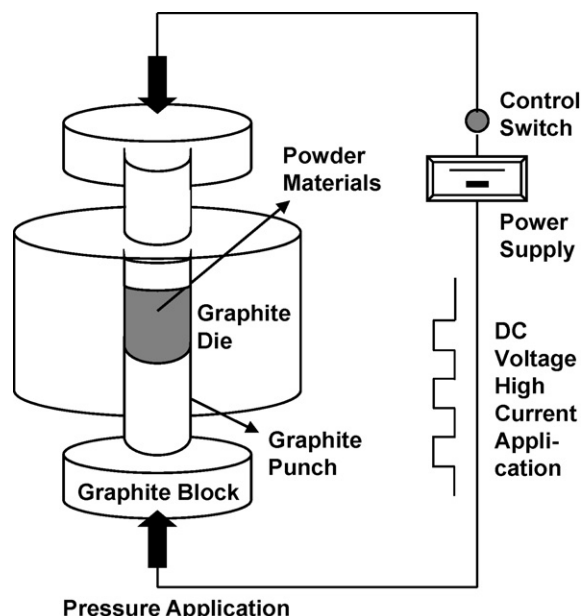 Control
Switch
Powder
Materials
Power
Supply
Graphite
Die
DC
Voltage
High
Current
Appli-
cation
Graphite
Punch
Graphite Block
Pressure Application